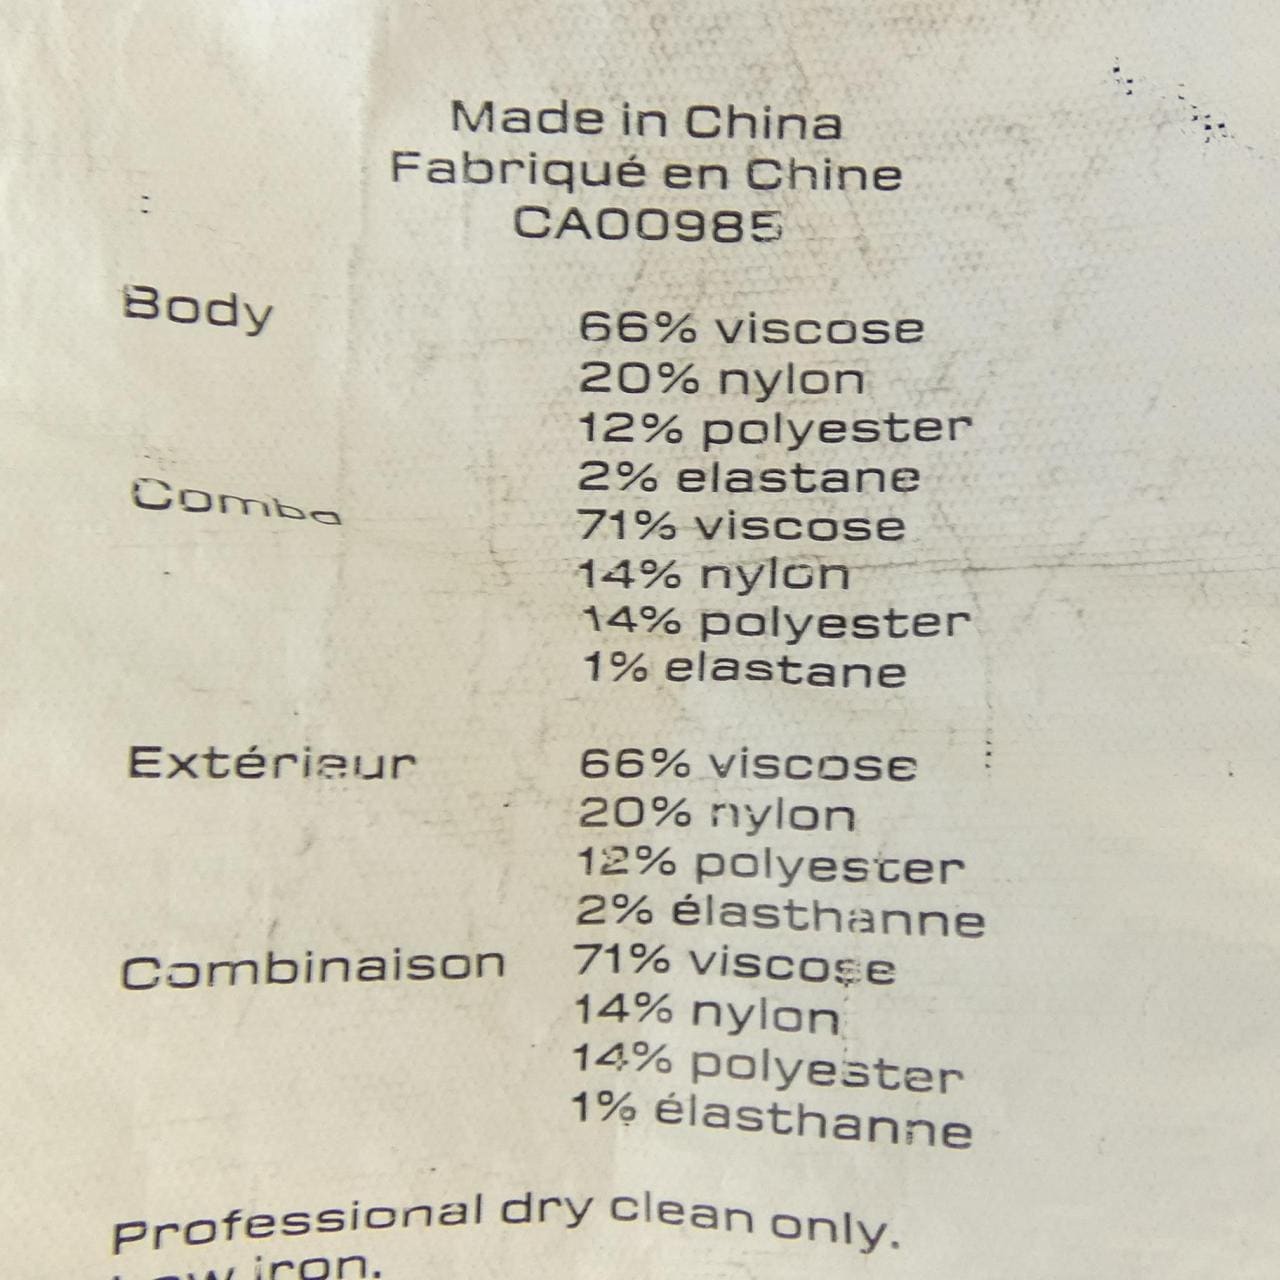 Made in China
Fabriqué en Chine
CA00985
Body
66% viscose
20% nylon
12% polyester
2% elastane
Combo
71% viscose
14% nylon
14% polyester
1% elastane
Extérieur
66% viscose
20% nylon
12% polyester
2% élasthanne
Combinaison
71% viscose
14% nylon
14% polyester
1% élasthanne
Professional dry clean only.
Low iron.